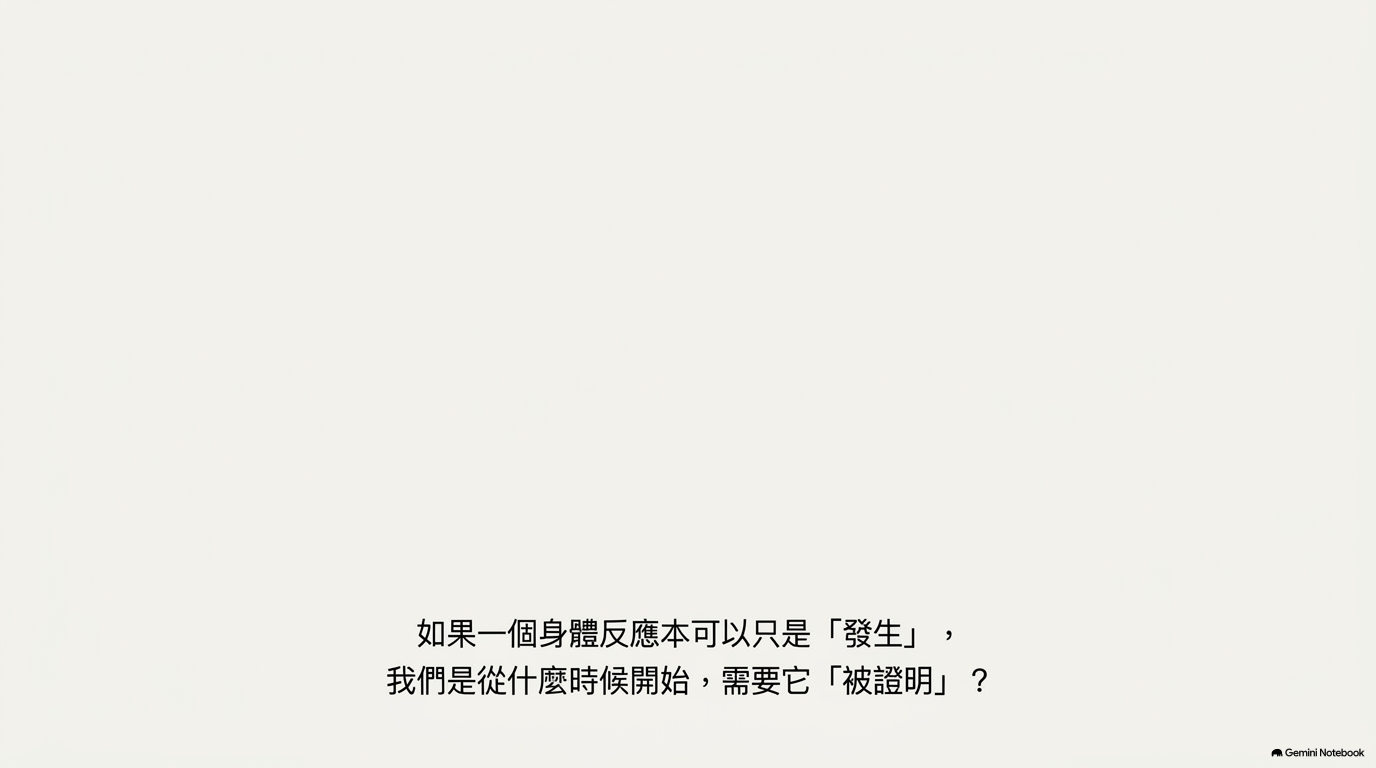 如果一個身體反應本可以只是「發生」，
我們是從什麼時候開始，需要它「被證明」？
Gemini Notebook